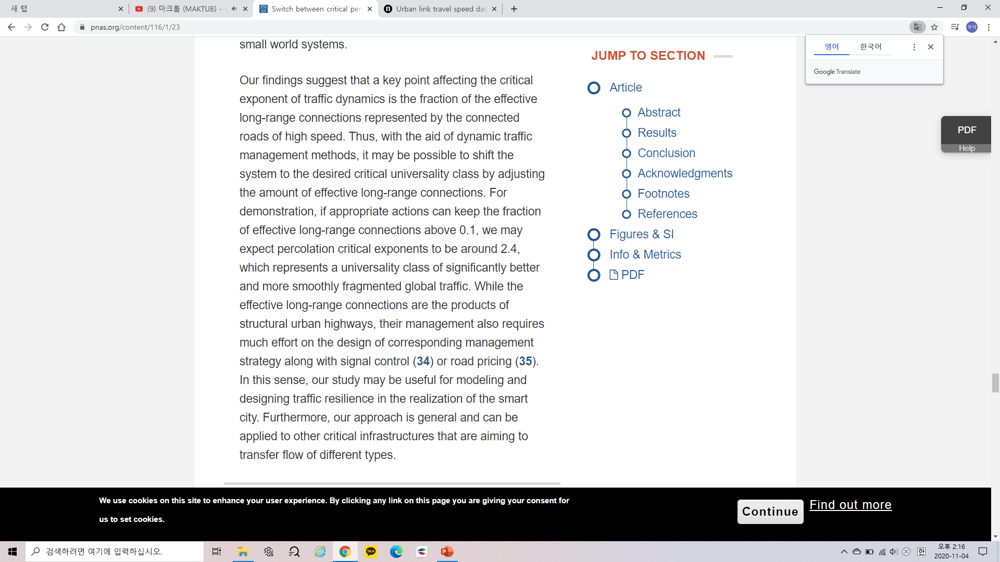 새 탭
(9) 마크툽 (MAKTUB) -
Switch between critical per
Urban link travel speed dat
pnas.org/content/116/1/23
우석
영어
한국어
Google Translate
small world systems.
Our findings suggest that a key point affecting the critical
exponent of traffic dynamics is the fraction of the effective
long-range connections represented by the connected
roads of high speed. Thus, with the aid of dynamic traffic
management methods, it may be possible to shift the
system to the desired critical universality class by adjusting
the amount of effective long-range connections. For
demonstration, if appropriate actions can keep the fraction
of effective long-range connections above 0.1, we may
expect percolation critical exponents to be around 2.4,
which represents a universality class of significantly better
and more smoothly fragmented global traffic. While the
effective long-range connections are the products of
structural urban highways, their management also requires
much effort on the design of corresponding management
strategy along with signal control (34) or road pricing (35).
In this sense, our study may be useful for modeling and
designing traffic resilience in the realization of the smart
city. Furthermore, our approach is general and can be
applied to other critical infrastructures that are aiming to
transfer flow of different types.
JUMP TO SECTION
Article
Abstract
Results
Conclusion
Acknowledgments
Footnotes
References
Figures & SI
Info & Metrics
PDF
PDF
Help
We use cookies on this site to enhance your user experience. By clicking any link on this page you are giving your consent for
us to set cookies.
Continue
Find out more
검색하려면 여기에 입력하십시오.
TALK
한
오후 2:16
2020-11-04